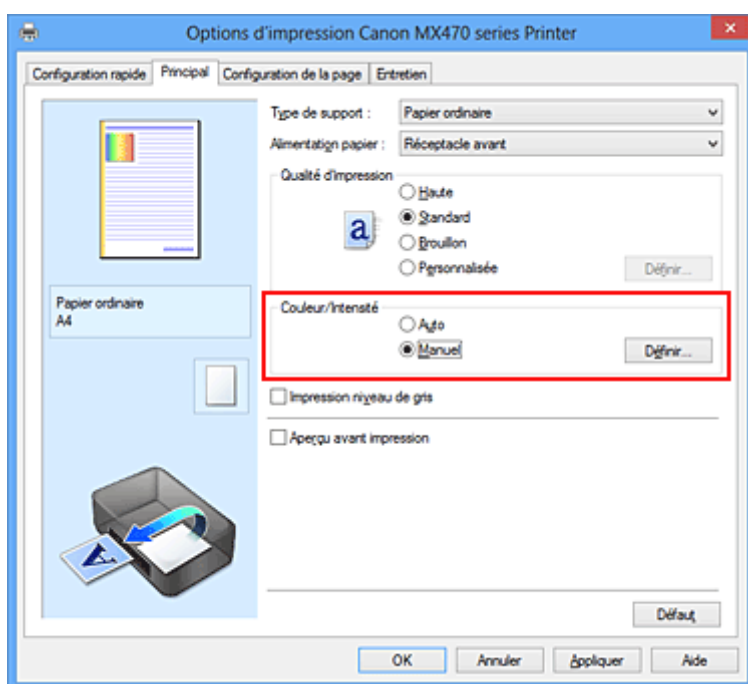 Options d'impression Canon MX470 series Printer
Configuration rapide Principal Configuration de la page Entretien
Type de support : Papier ordinaire
Alimentation papier : Réceptacle avant
Qualité d'impression
Haute
Standard
Brouillon
Personnalisée Définir...
Papier ordinaire
A4
Couleur/Intensité
Auto
Manuel Définir...
Impression niveau de gris
Aperçu avant impression
Défaut
OK Annuler Appliquer Aide